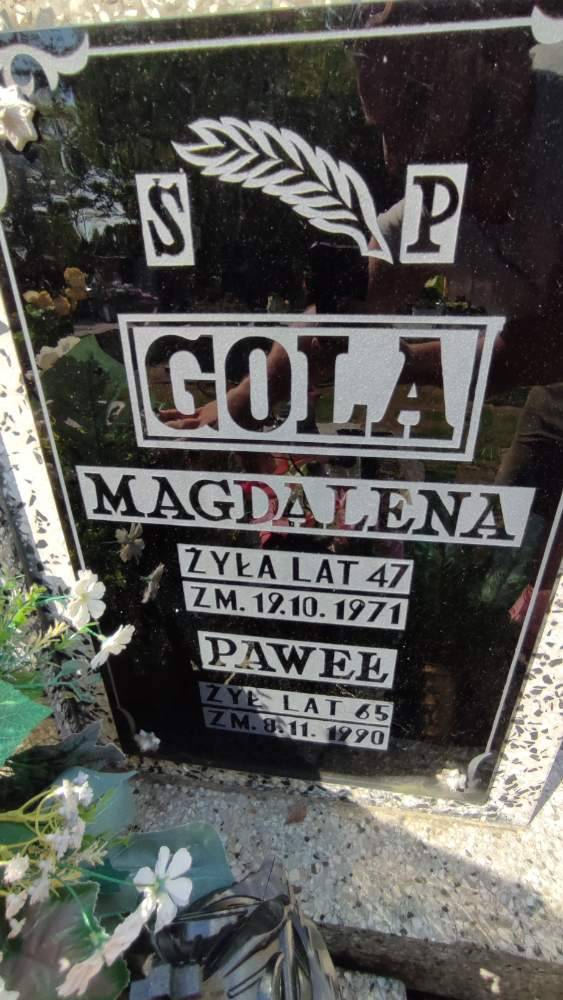 Ś P
GOLA
MAGDALENA
ŻYŁA LAT 47
ZM. 19.10. 1971
PAWEŁ
ŻYŁ LAT 65
ZM. 8.11. 1990